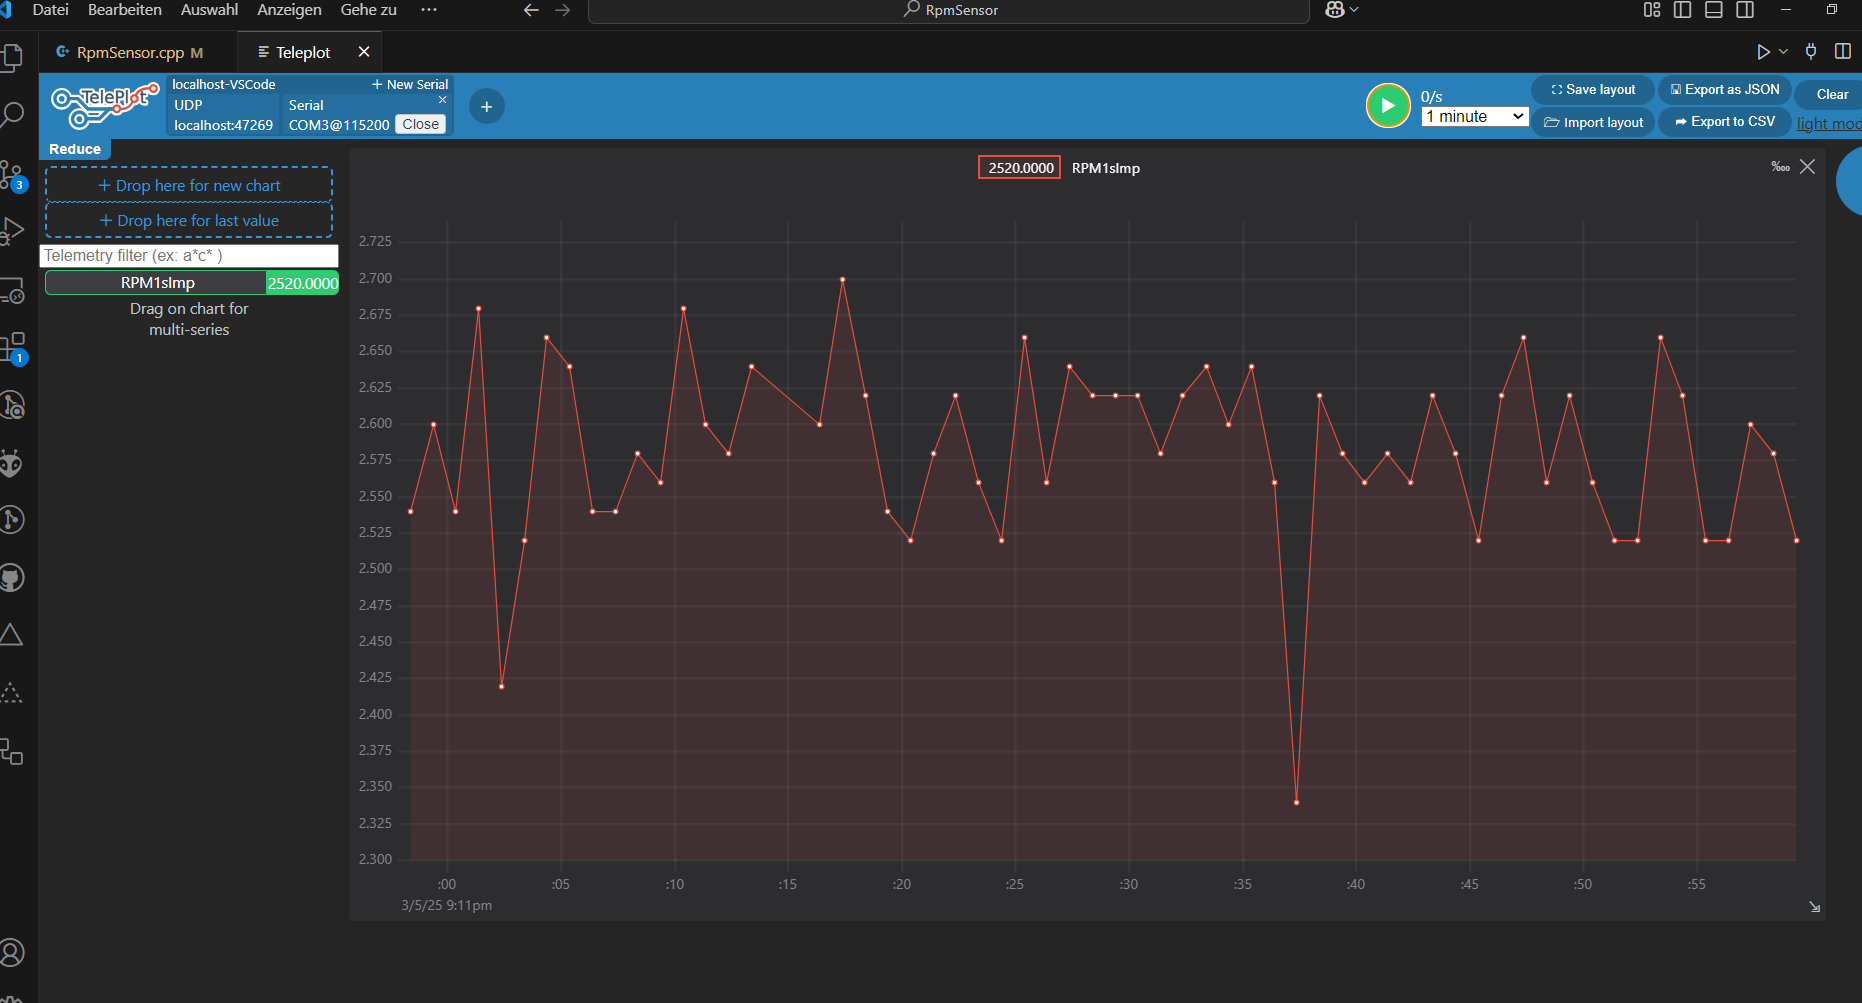 Datei Bearbeiten Auswahl Anzeigen Gehe zu ··· RpmSensor
RpmSensor.cpp M Teleplot
TelePlot
localhost-VSCode + New Serial
UDP Serial
localhost:47269 COM3@115200 Close
+
0/s
1 minute
Save layout Export as JSON Clear
Import layout Export to CSV light mod
Reduce
+ Drop here for new chart
+ Drop here for last value
Telemetry filter (ex: a*c* )
RPM1sImp 2520.0000
Drag on chart for
multi-series
3
1
2520.0000 RPM1sImp
‱
2.725
2.700
2.675
2.650
2.625
2.600
2.575
2.550
2.525
2.500
2.475
2.450
2.425
2.400
2.375
2.350
2.325
2.300
:00 :05 :10 :15 :20 :25 :30 :35 :40 :45 :50 :55
3/5/25 9:11pm